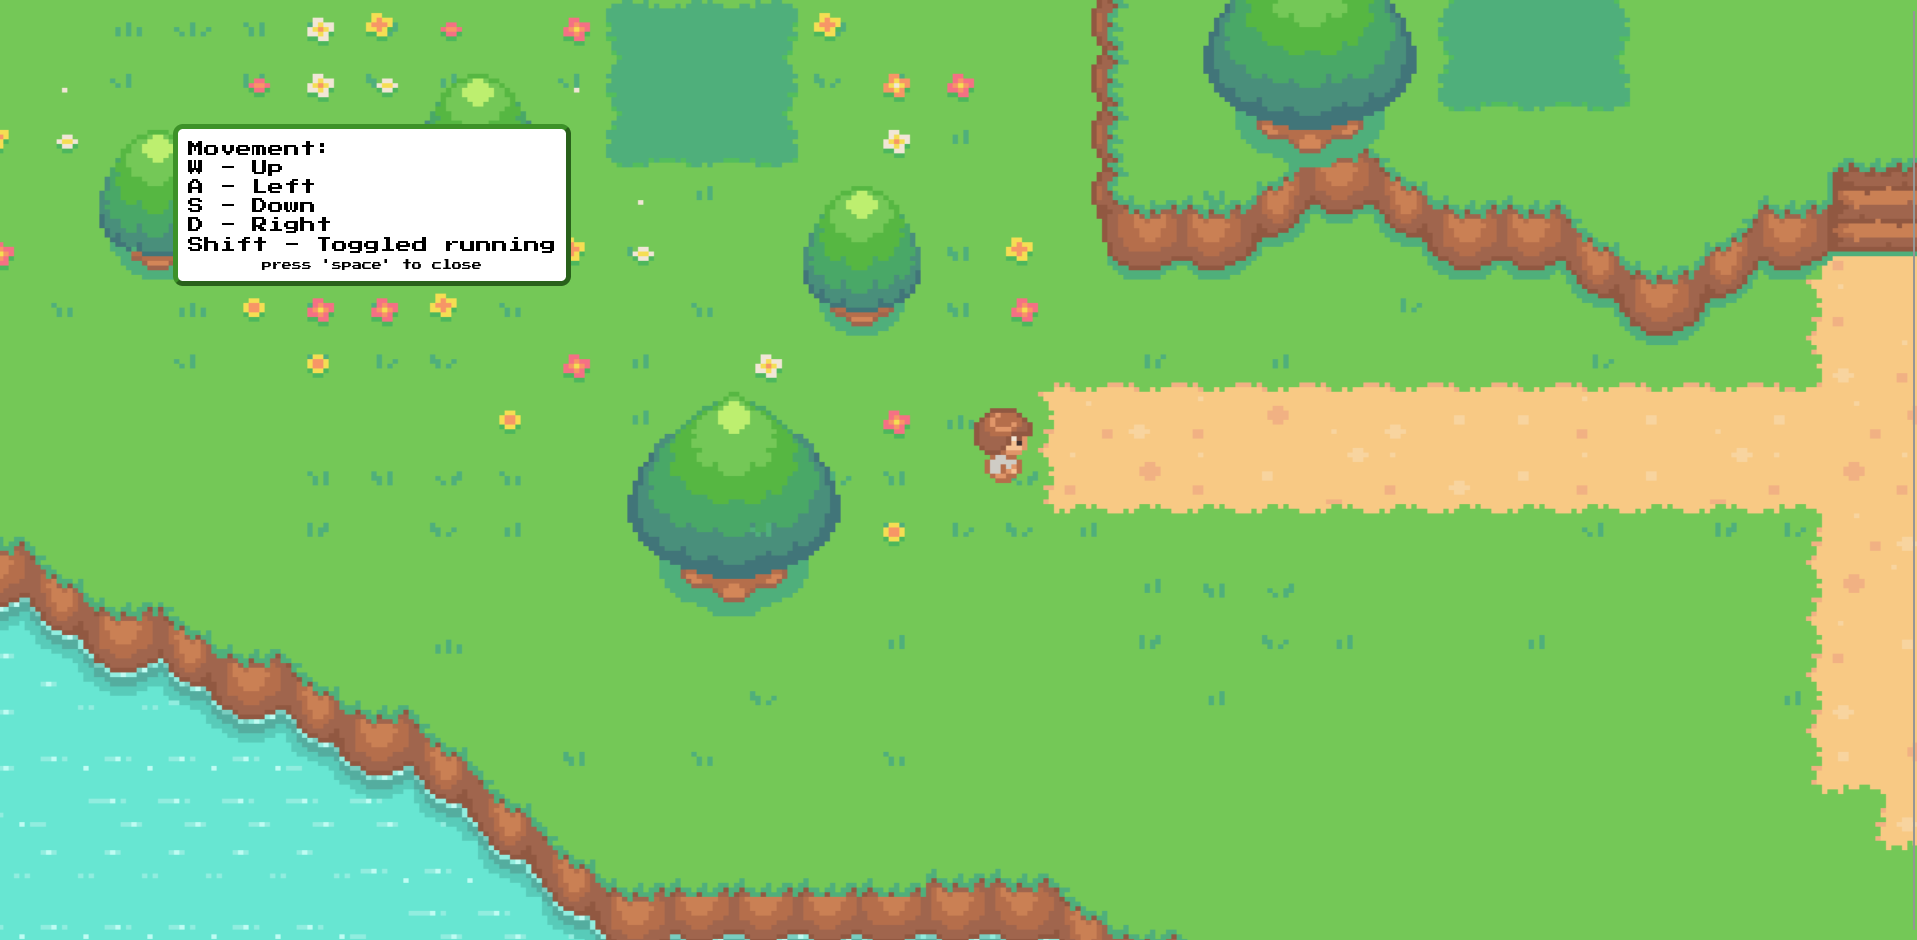 Movement:
W - Up
A - Left
S - Down
D - Right
Shift - Toggled running
press 'space' to close